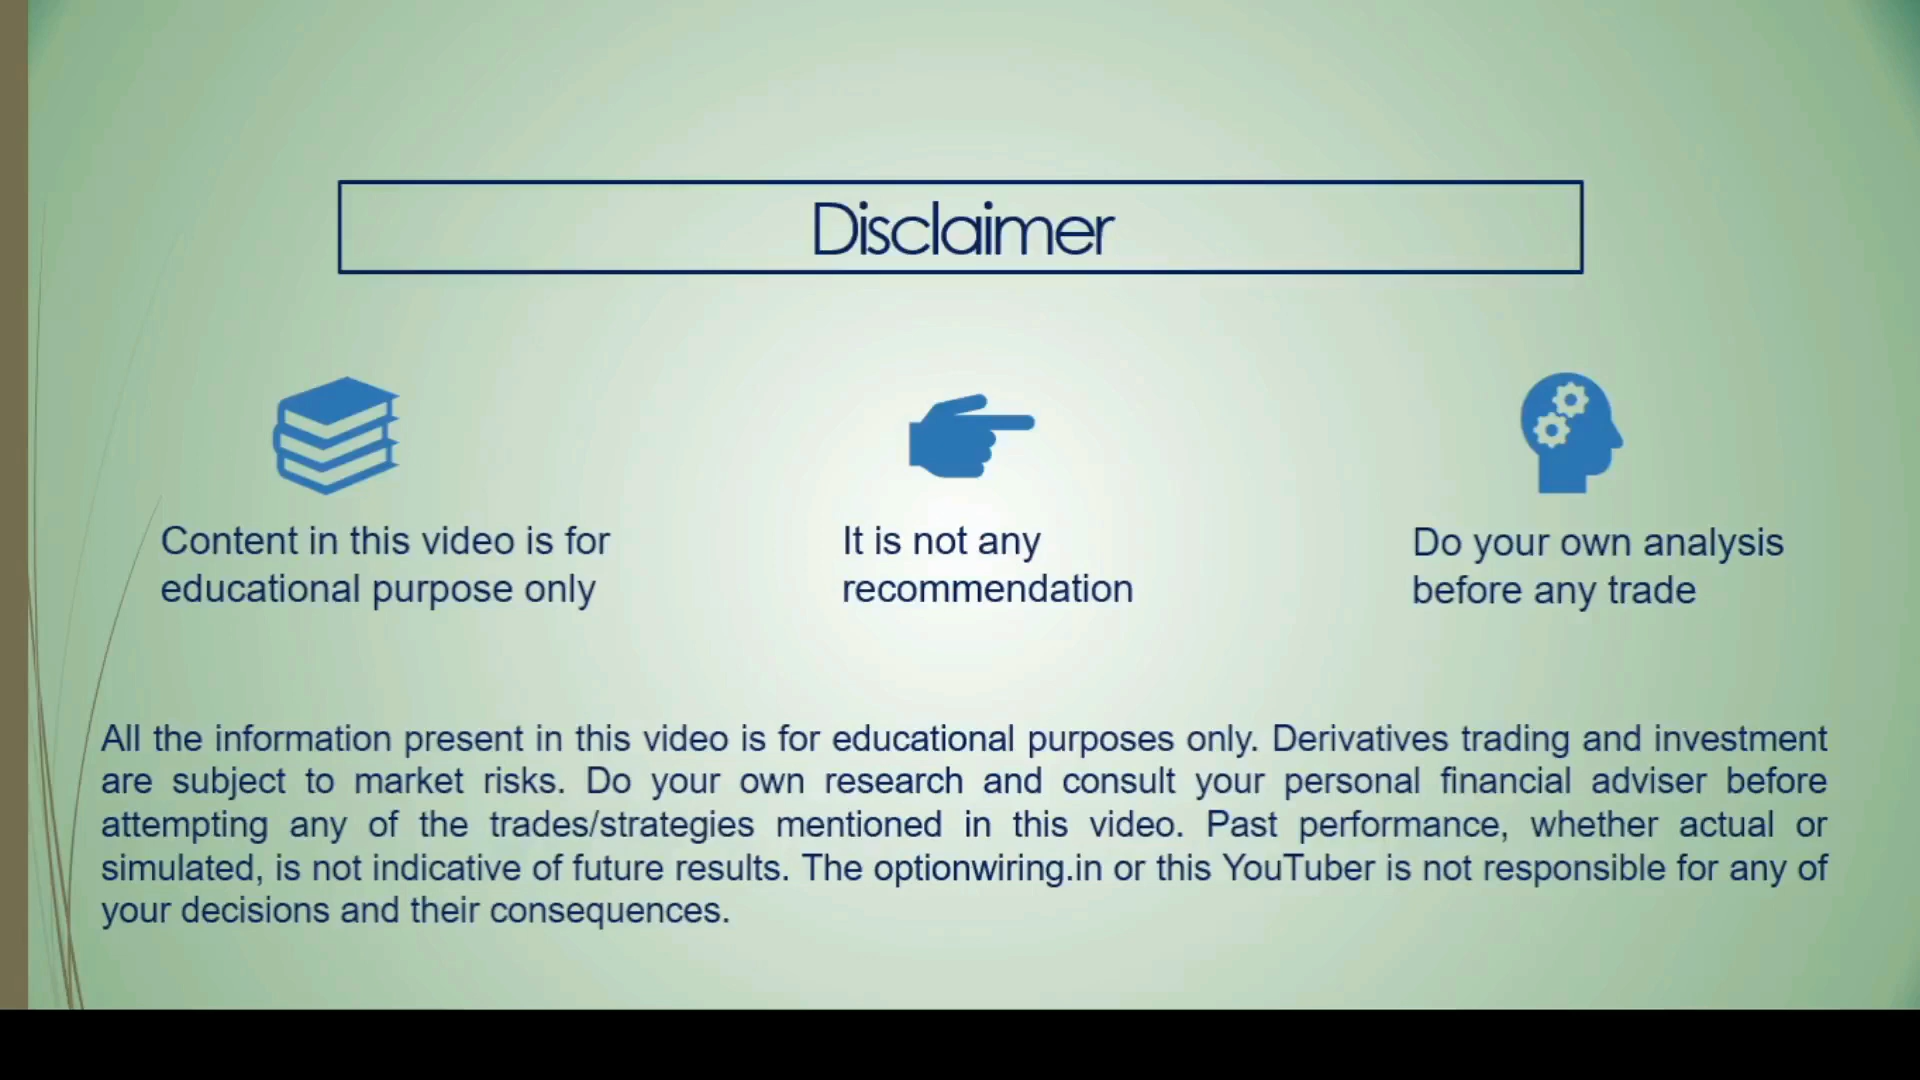 Disclaimer
Content in this video is for
educational purpose only
It is not any
recommendation
Do your own analysis
before any trade
All the information present in this video is for educational purposes only. Derivatives trading and investment
are subject to market risks. Do your own research and consult your personal financial adviser before
attempting any of the trades/strategies mentioned in this video. Past performance, whether actual or
simulated, is not indicative of future results. The optionwiring.in or this YouTuber is not responsible for any of
your decisions and their consequences.